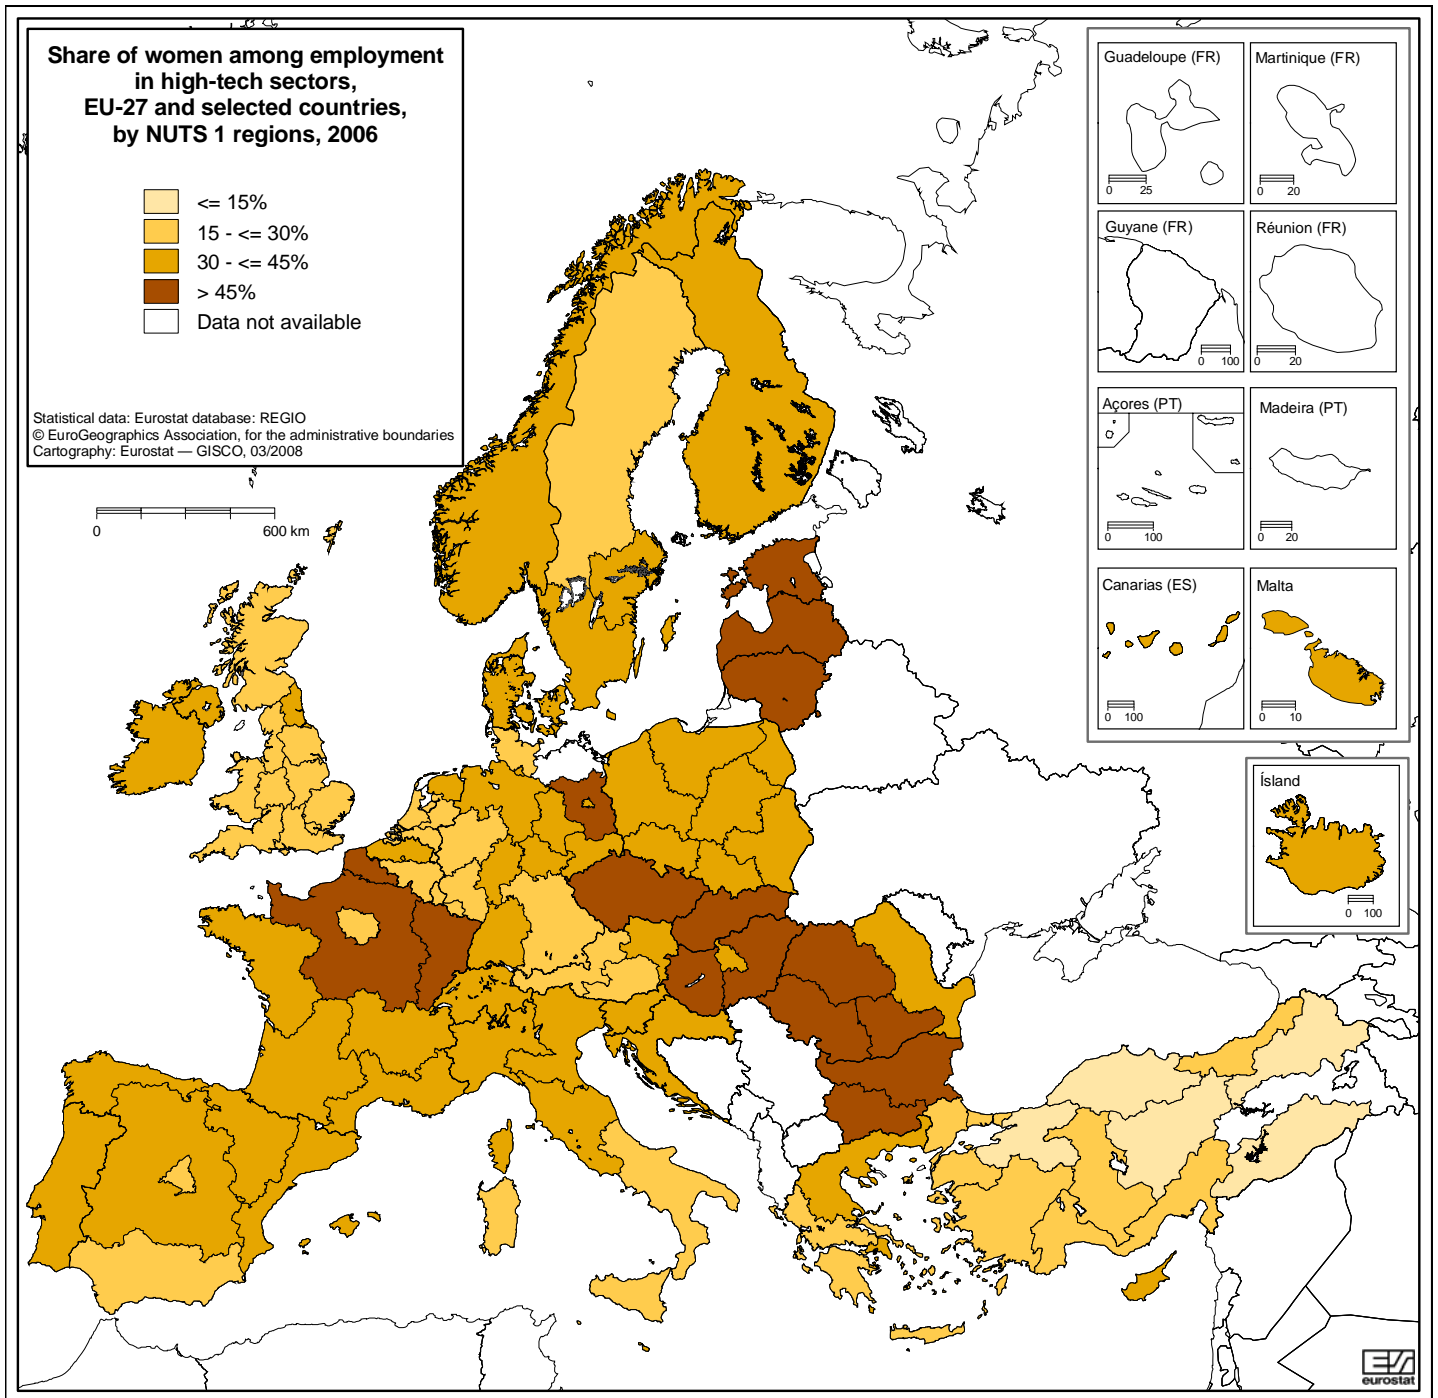 Share of women among employment
in high-tech sectors,
EU-27 and selected countries,
by NUTS 1 regions, 2006
<= 15%
15 - <= 30%
30 - <= 45%
> 45%
Data not available
Statistical data: Eurostat database: REGIO
© EuroGeographics Association, for the administrative boundaries
Cartography: Eurostat — GISCO, 03/2008
0 600 km
Guadeloupe (FR)
0 25
Martinique (FR)
0 20
Guyane (FR)
0 100
Réunion (FR)
0 20
Açores (PT)
0 100
Madeira (PT)
0 20
Canarias (ES)
0 100
Malta
0 10
Ísland
0 100
eurostat